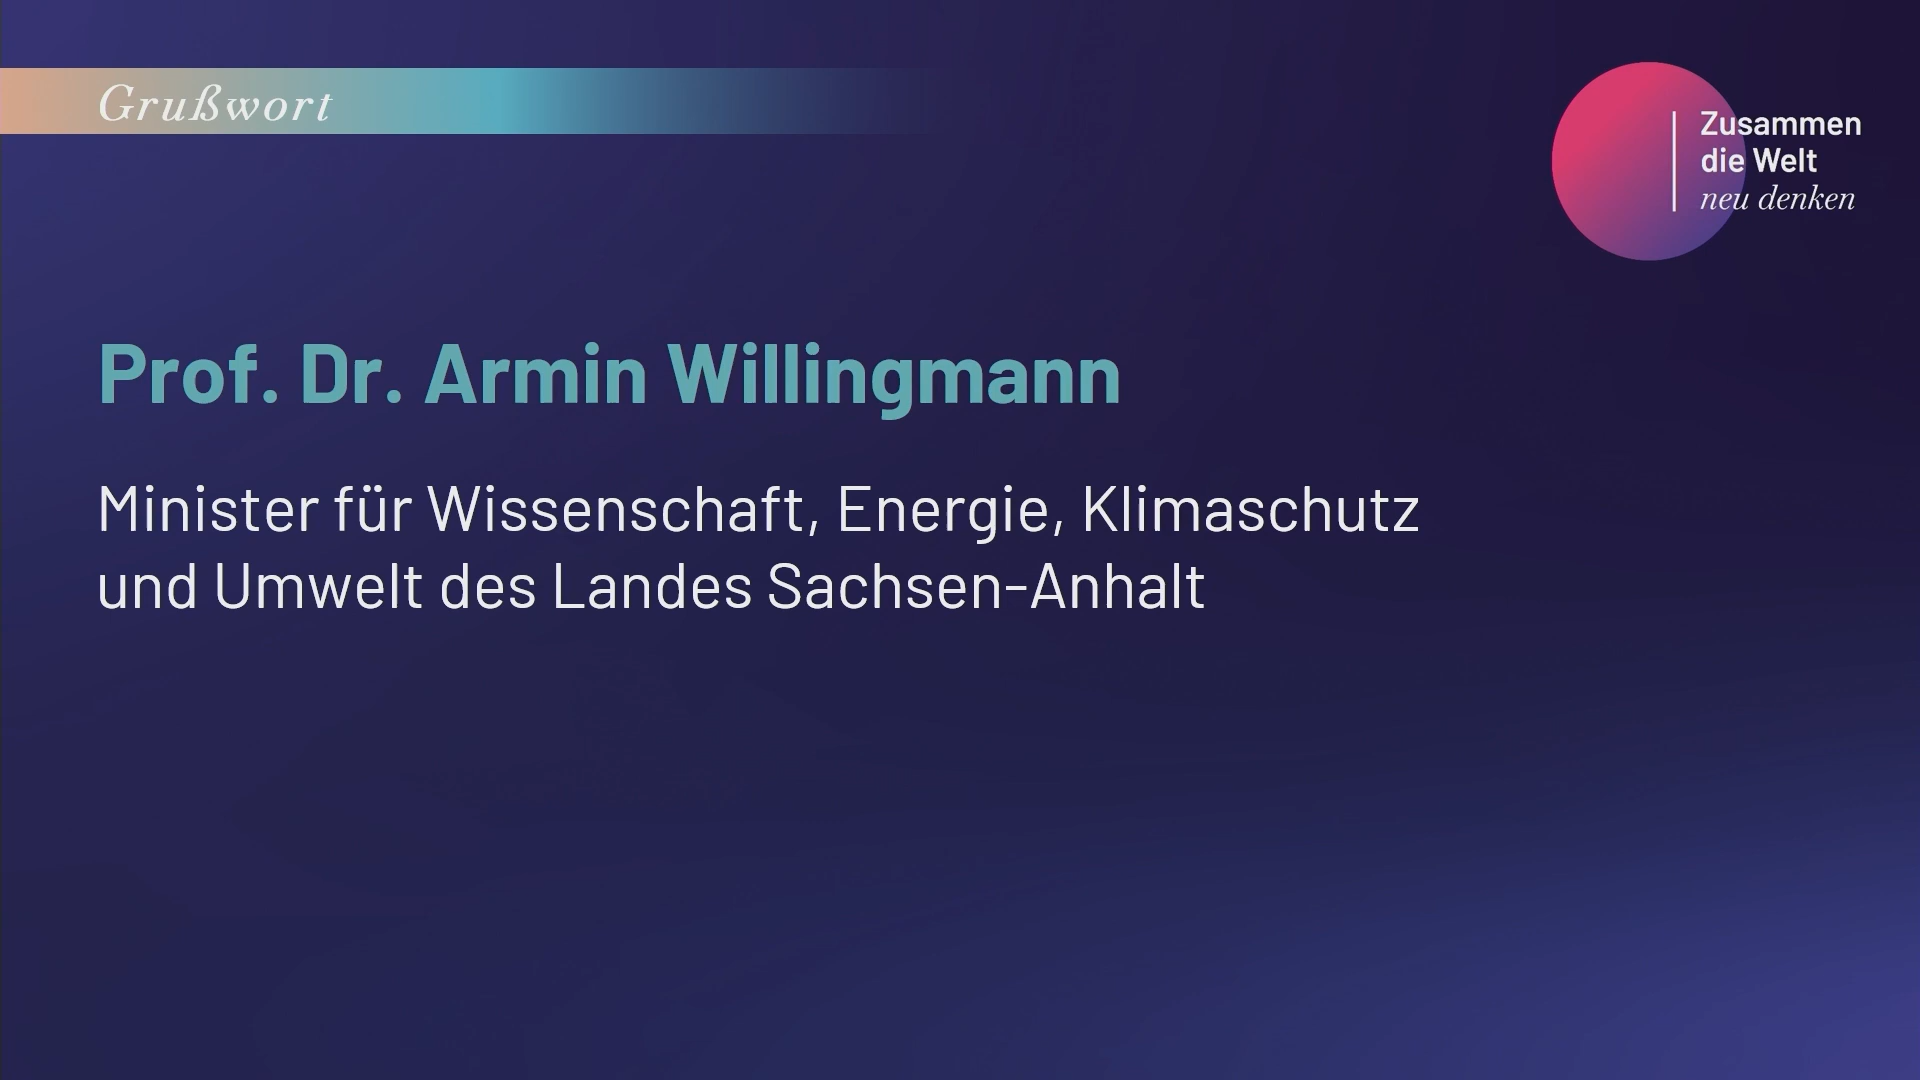 Grußwort
Zusammen
die Welt
neu denken
Prof. Dr. Armin Willingmann
Minister für Wissenschaft, Energie, Klimaschutz
und Umwelt des Landes Sachsen-Anhalt